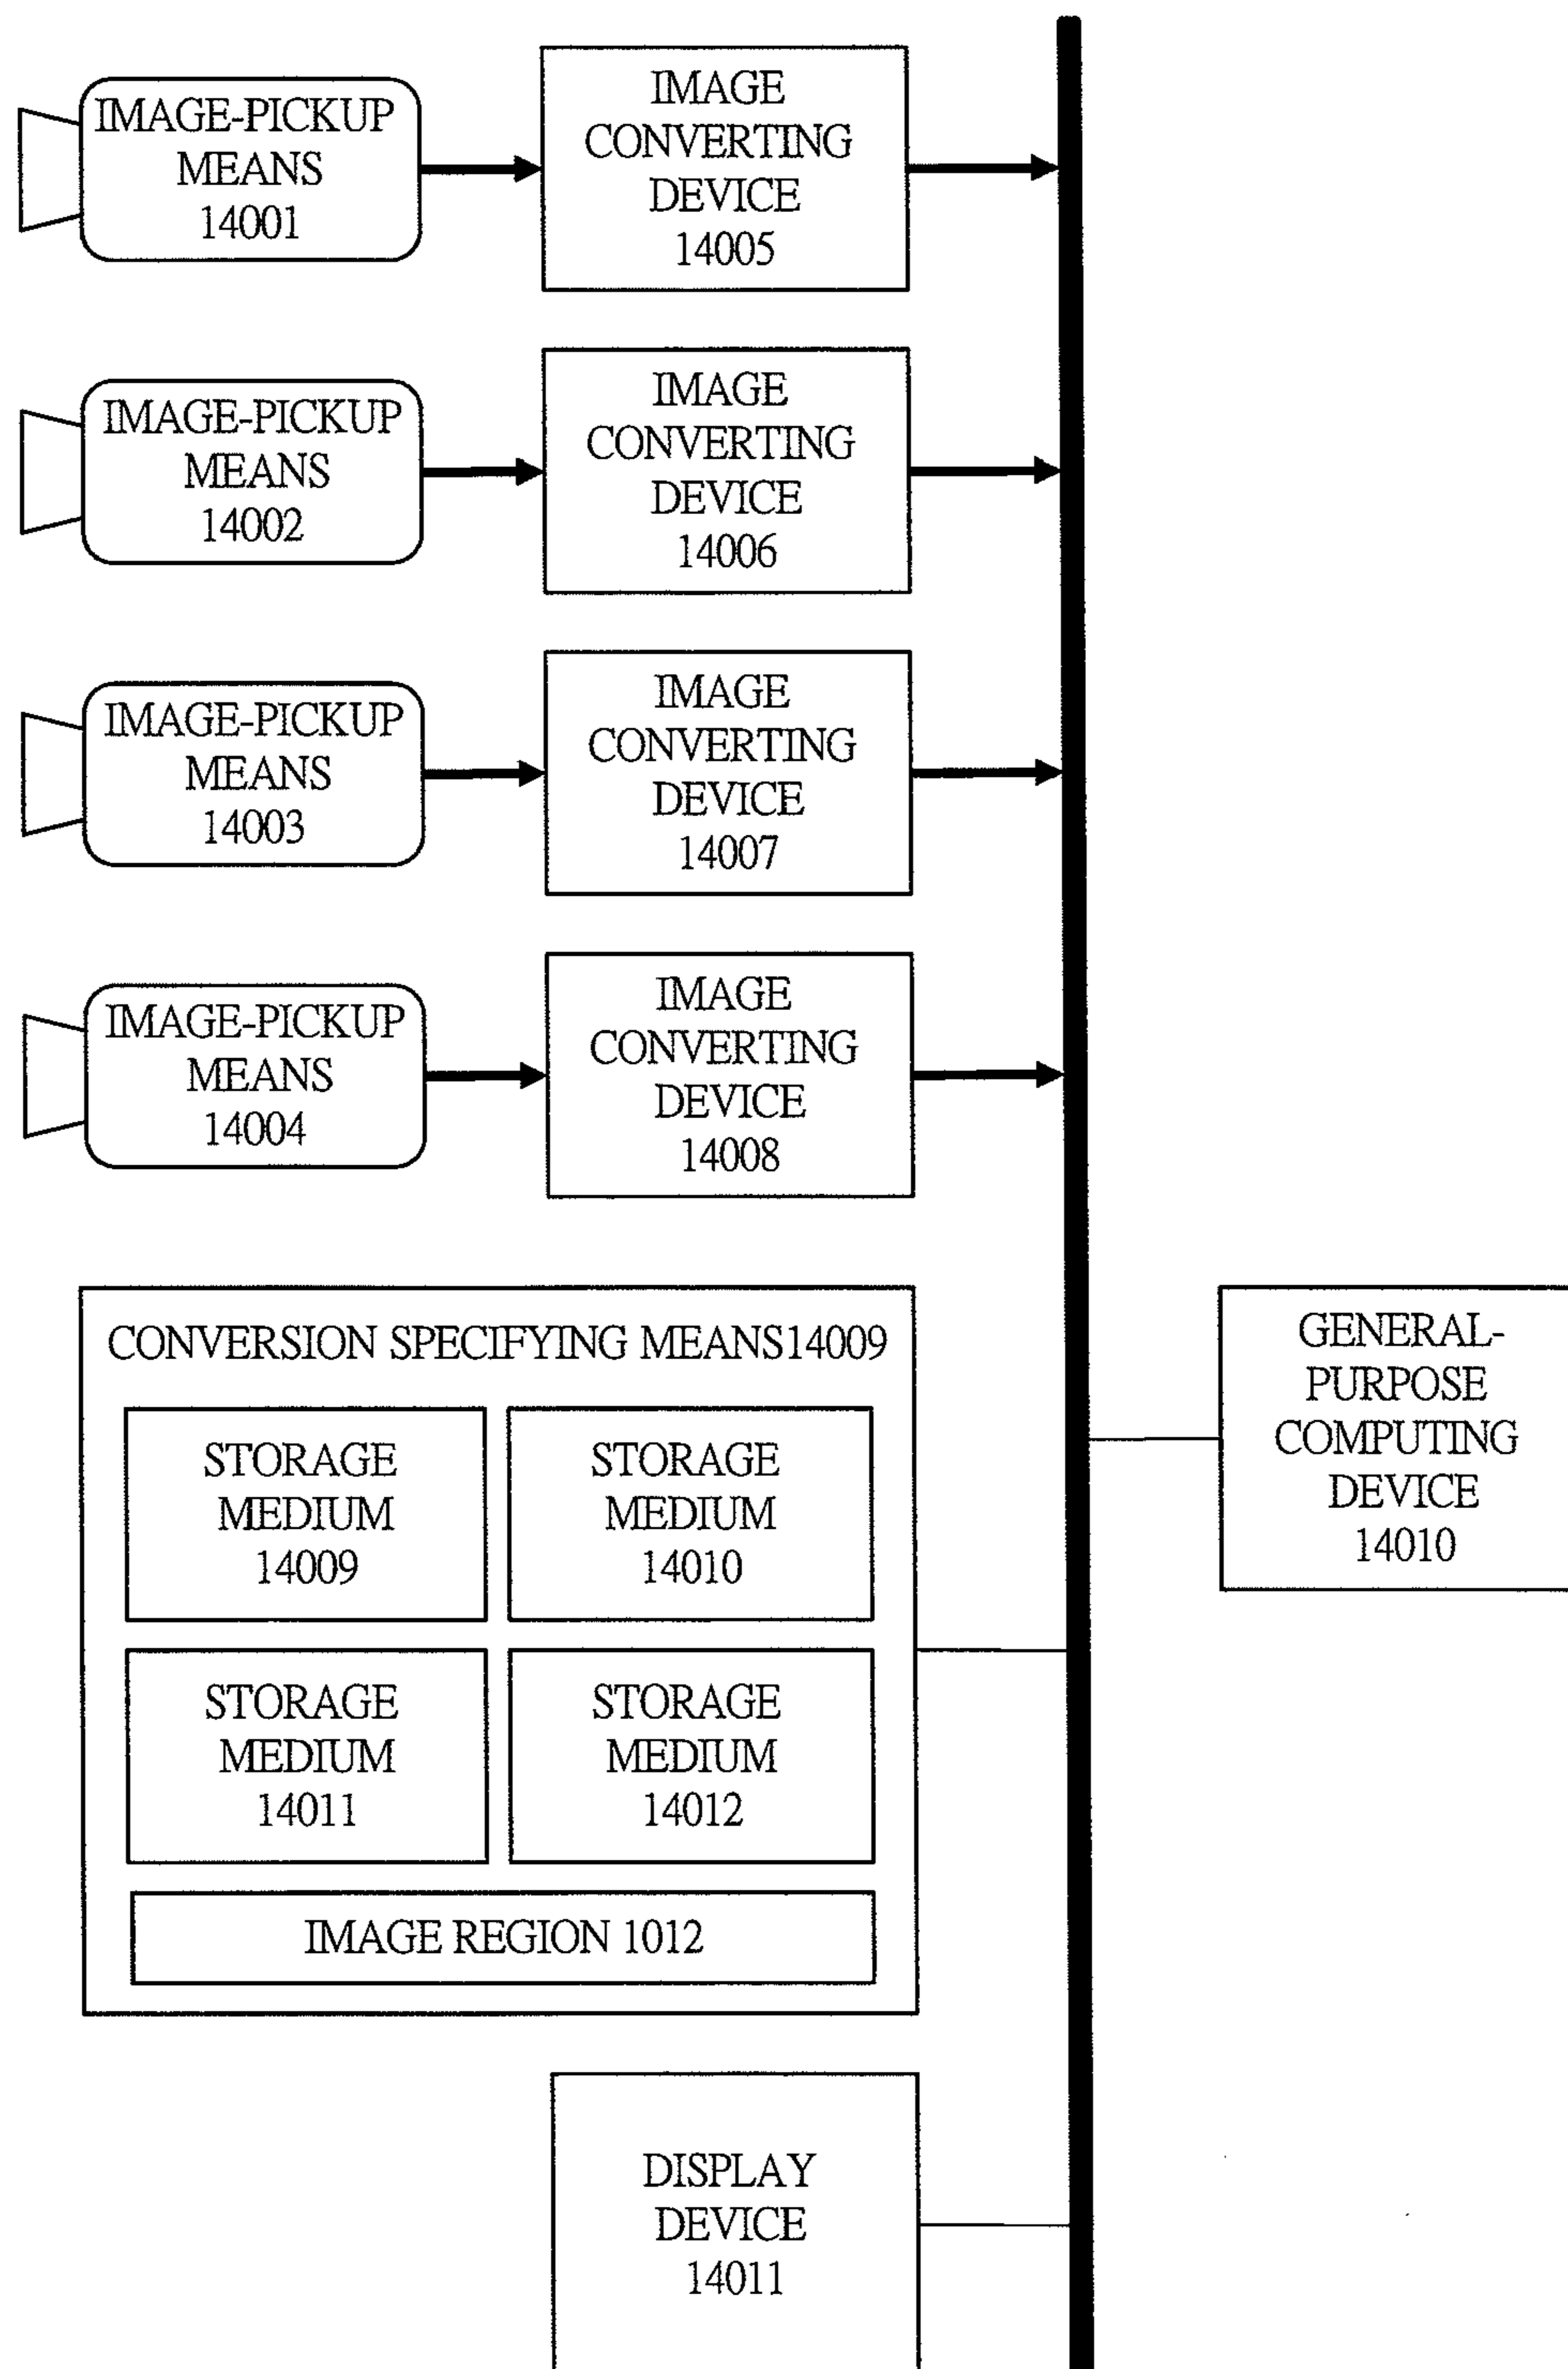 IMAGE-PICKUP
MEANS
14001
IMAGE
CONVERTING
DEVICE
14005
IMAGE-PICKUP
MEANS
14002
IMAGE
CONVERTING
DEVICE
14006
IMAGE-PICKUP
MEANS
14003
IMAGE
CONVERTING
DEVICE
14007
IMAGE-PICKUP
MEANS
14004
IMAGE
CONVERTING
DEVICE
14008
CONVERSION SPECIFYING MEANS14009
STORAGE
MEDIUM
14009
STORAGE
MEDIUM
14010
STORAGE
MEDIUM
14011
STORAGE
MEDIUM
14012
IMAGE REGION 1012
GENERAL-
PURPOSE
COMPUTING
DEVICE
14010
DISPLAY
DEVICE
14011